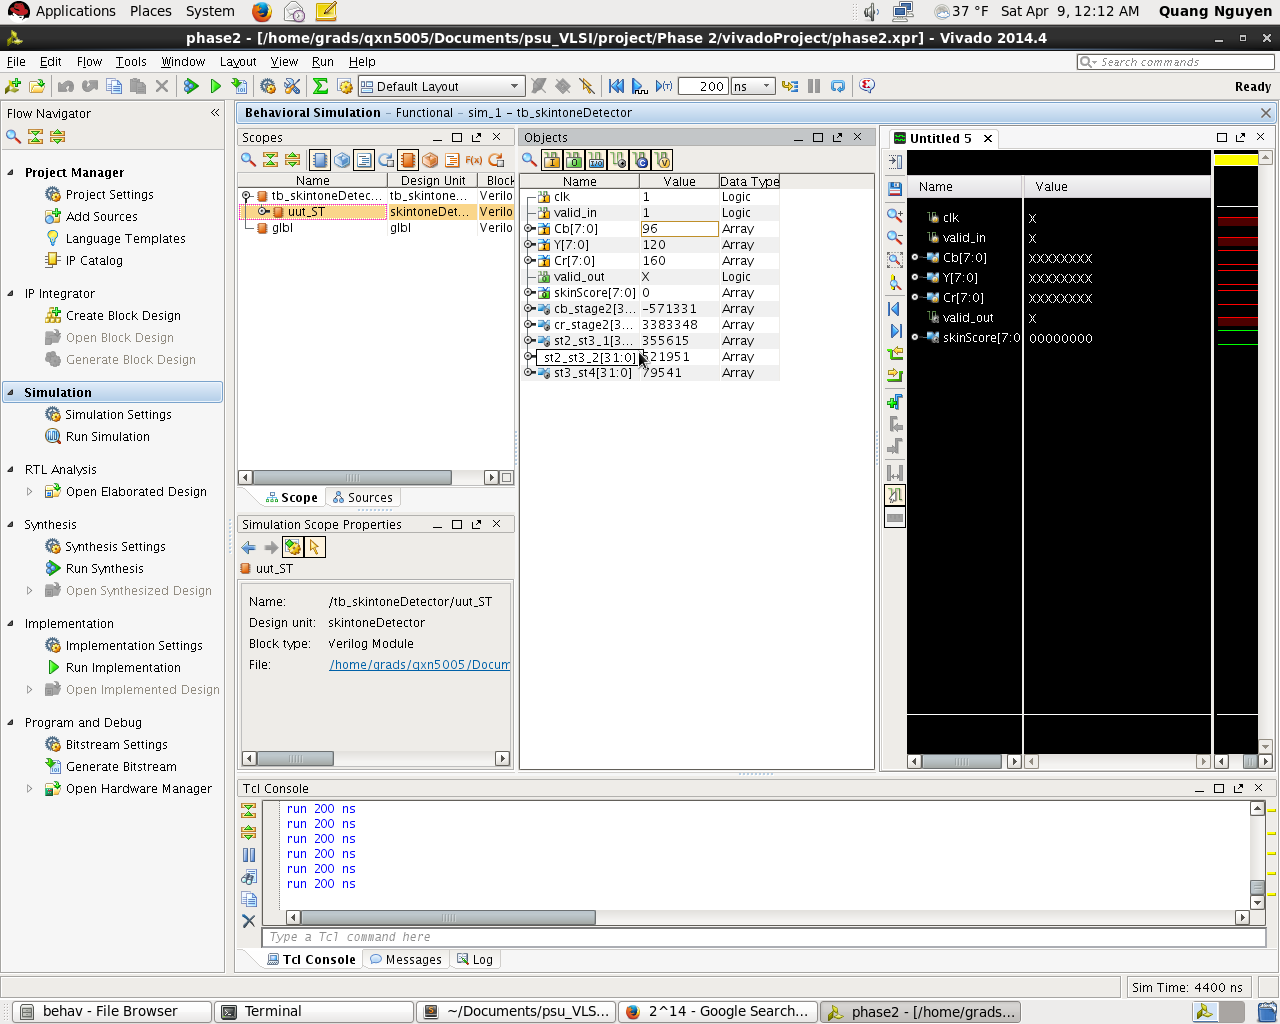 Applications Places System 37 °F Sat Apr 9, 12:12 AM Quang Nguyen
phase2 - [/home/grads/qxn5005/Documents/psu_VLSI/project/Phase 2/vivadoProject/phase2.xpr] - Vivado 2014.4
File Edit Flow Tools Window Layout View Run Help Search commands
Default Layout 200 ns Ready
Flow Navigator
Project Manager
Project Settings
Add Sources
Language Templates
IP Catalog
IP Integrator
Create Block Design
Open Block Design
Generate Block Design
Simulation
Simulation Settings
Run Simulation
RTL Analysis
Open Elaborated Design
Synthesis
Synthesis Settings
Run Synthesis
Open Synthesized Design
Implementation
Implementation Settings
Run Implementation
Open Implemented Design
Program and Debug
Bitstream Settings
Generate Bitstream
Open Hardware Manager
Behavioral Simulation - Functional - sim_1 - tb_skintoneDetector
Scopes
Name Design Unit Block
tb_skintoneDetec... tb_skintone... Verilo
uut_ST skintoneDet... Verilo
glbl glbl Verilo
Scope Sources
Simulation Scope Properties
uut_ST
Name: /tb_skintoneDetector/uut_ST
Design unit: skintoneDetector
Block type: Verilog Module
File: /home/grads/qxn5005/Docum
Objects
Name Value Data Type
clk 1 Logic
valid_in 1 Logic
Cb[7:0] 96 Array
Y[7:0] 120 Array
Cr[7:0] 160 Array
valid_out X Logic
skinScore[7:0] 0 Array
cb_stage2[3... -571331 Array
cr_stage2[3... 3383348 Array
st2_st3_1[3... 355615 Array
st2_st3_2[31:0] 521951 Array
st3_st4[31:0] 79541 Array
Untitled 5
Name Value
clk X
valid_in X
Cb[7:0] XXXXXXXX
Y[7:0] XXXXXXXX
Cr[7:0] XXXXXXXX
valid_out X
skinScore[7:0 00000000
Tcl Console
run 200 ns
run 200 ns
run 200 ns
run 200 ns
run 200 ns
run 200 ns
Type a Tcl command here
Tcl Console Messages Log
Sim Time: 4400 ns
behav - File Browser Terminal ~/Documents/psu_VLS... 2^14 - Google Search... phase2 - [/home/grads...